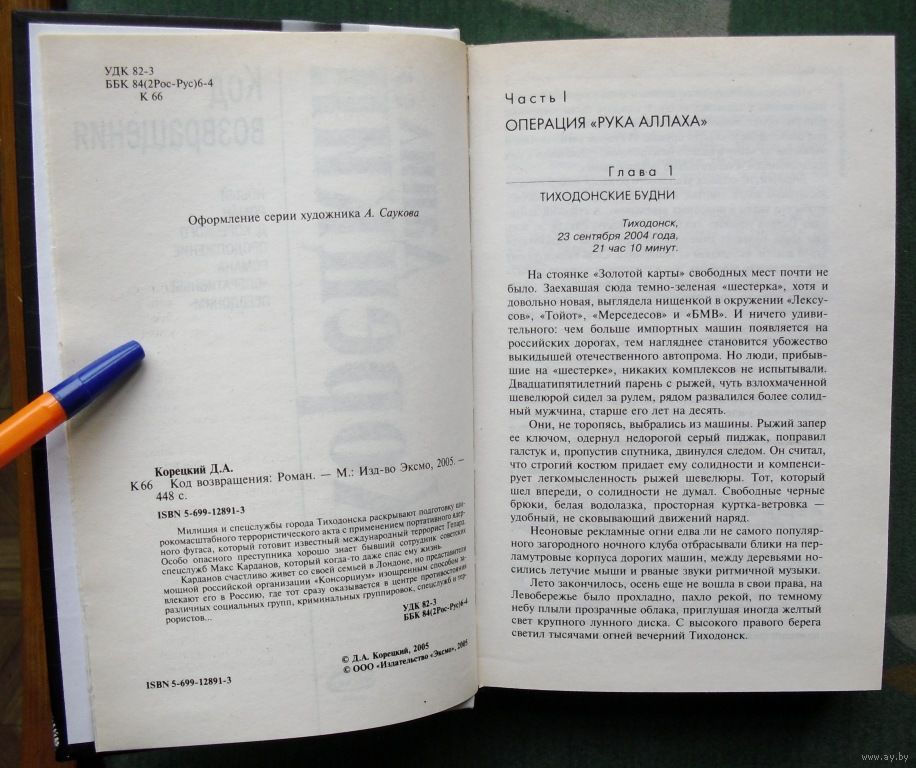 УДК 82-3
ББК 84(2Рос-Рус)6-4
К 66
Оформление серии художника А. Саукова
Корецкий Д.А.
К 66 Код возвращения: Роман. — М.: Изд-во Эксмо, 2005. —
448 с.
ISBN 5-699-12891-3
Милиция и спецслужбы города Тиходонска раскрывают подготовку ши-
рокомасштабного террористического акта с применением портативного ядер-
ного фугаса, который готовит известный международный террорист Гепард.
Особо опасного преступника хорошо знает бывший сотрудник советских
спецслужб Макс Карданов, который когда-то даже спас ему жизнь.
Карданов счастливо живет со своей семьей в Лондоне, но представители
мощной российской организации «Консорциум» изощренным способом за-
влекают его в Россию, где тот сразу оказывается в центре противостояния
различных социальных групп, криминальных группировок, спецслужб и тер-
рористов...
УДК 82-3
ББК 84(2Рос-Рус)6-4
© Д.А. Корецкий, 2005
© ООО «Издательство «Эксмо», 2005
ISBN 5-699-12891-3
Часть I
ОПЕРАЦИЯ «РУКА АЛЛАХА»
Глава 1
ТИХОДОНСКИЕ БУДНИ
Тиходонск,
23 сентября 2004 года,
21 час 10 минут.
На стоянке «Золотой карты» свободных мест почти не
было. Заехавшая сюда темно-зеленая «шестерка», хотя и
довольно новая, выглядела нищенкой в окружении «Лексу-
сов», «Тойот», «Мерседесов» и «БМВ». И ничего удиви-
тельного: чем больше импортных машин появляется на
российских дорогах, тем нагляднее становится убожество
выкидышей отечественного автопрома. Но люди, прибыв-
шие на «шестерке», никаких комплексов не испытывали.
Двадцатипятилетний парень с рыжей, чуть взлохмаченной
шевелюрой сидел за рулем, рядом развалился более солид-
ный мужчина, старше его лет на десять.
Они, не торопясь, выбрались из машины. Рыжий запер
ее ключом, одернул недорогой серый пиджак, поправил
галстук и, пропустив спутника, двинулся следом. Он считал,
что строгий костюм придает ему солидности и компенси-
рует легкомысленность рыжей шевелюры. Тот, который
шел впереди, о солидности не думал. Свободные черные
брюки, белая водолазка, просторная куртка-ветровка —
удобный, не сковывающий движений наряд.
Неоновые рекламные огни едва ли не самого популяр-
ного загородного ночного клуба отбрасывали блики на пер-
ламутровые корпуса дорогих машин, между деревьями но-
сились летучие мыши и рваные звуки ритмичной музыки.
Лето закончилось, осень еще не вошла в свои права, на
Левобережье было прохладно, пахло рекой, по темному
небу плыли прозрачные облака, приглушая иногда желтый
свет крупного лунного диска. С высокого правого берега
светил тысячами огней вечерний Тиходонск.
www.ay.by